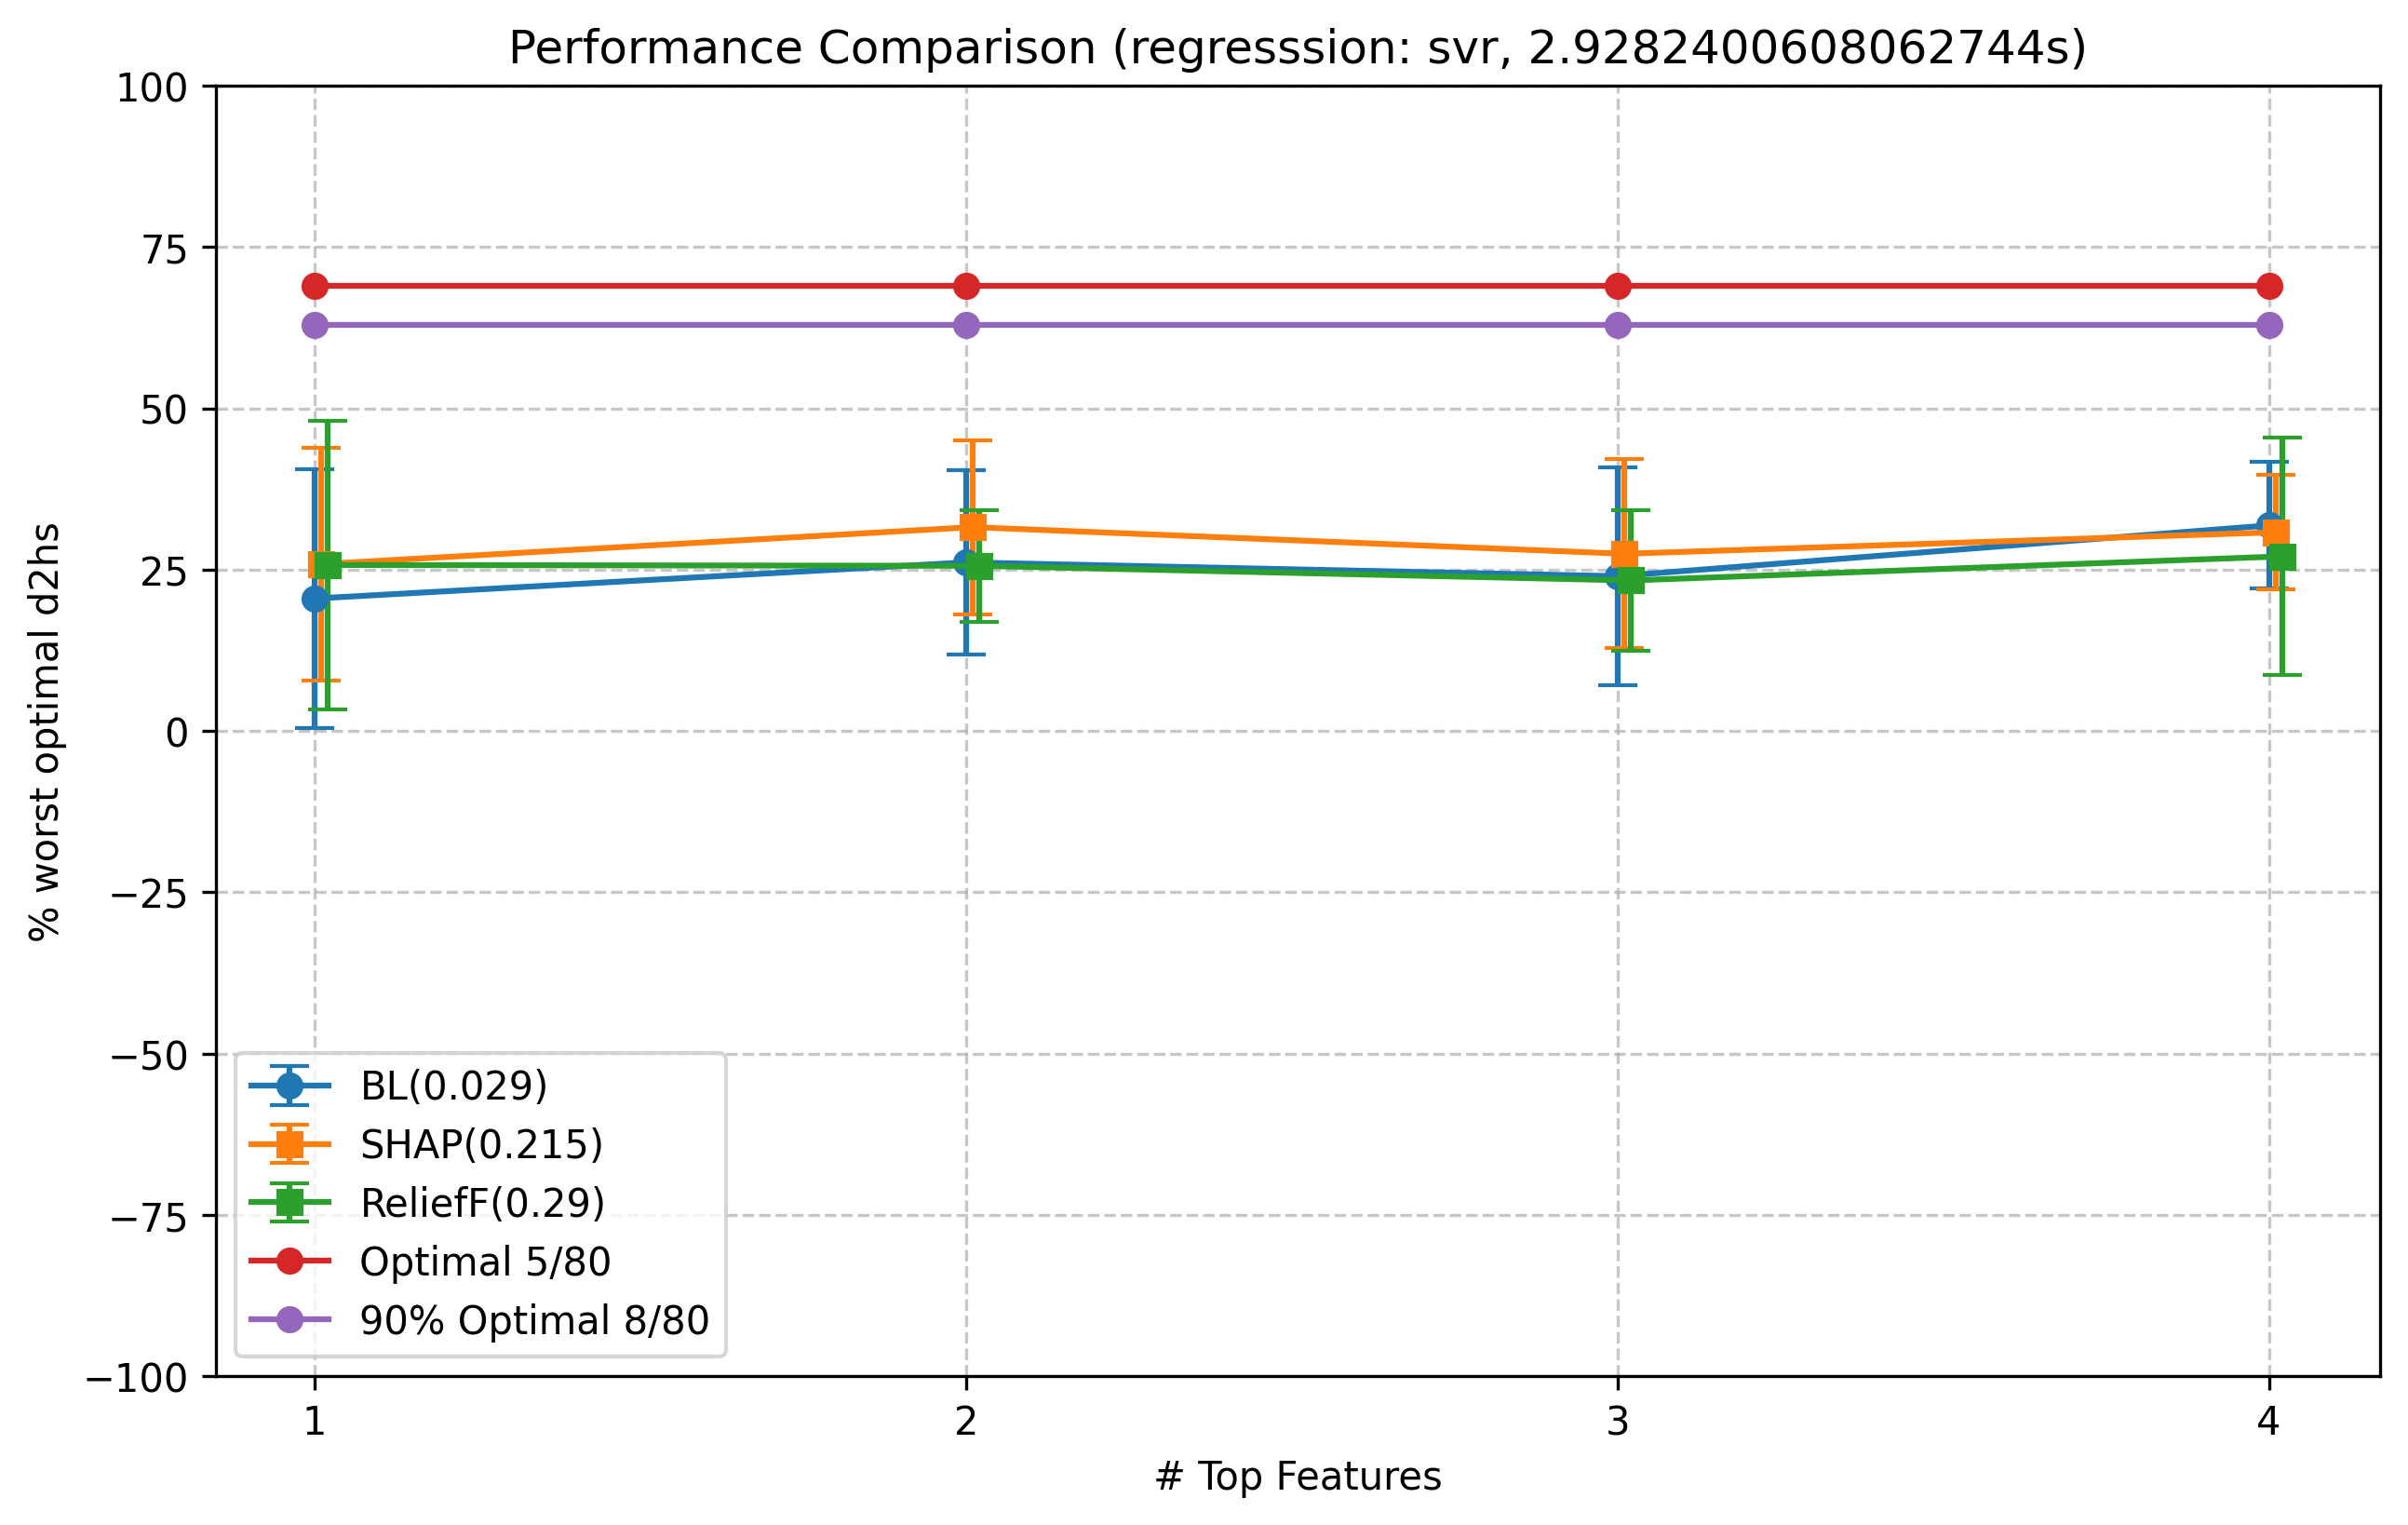 Performance Comparison (regresssion: svr, 2.9282400608062744s)
100
75
50
25
0
−25
−50
−75
−100
% worst optimal d2hs
BL(0.029)
SHAP(0.215)
ReliefF(0.29)
Optimal 5/80
90% Optimal 8/80
1 2 3 4
# Top Features